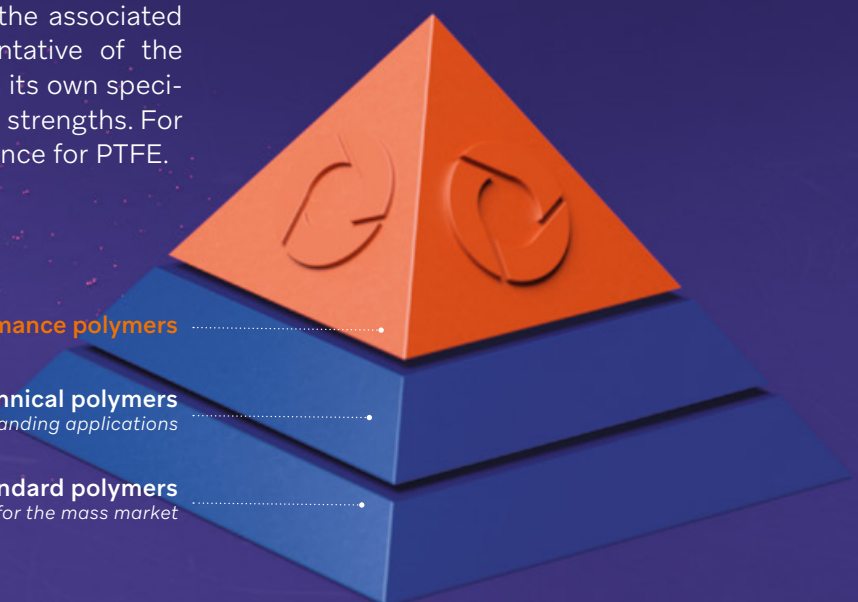 the associated
ntative of the
its own speci-
strengths. For
nce for PTFE.
mance polymers
nnical polymers
anding applications
ndard polymers
for the mass market